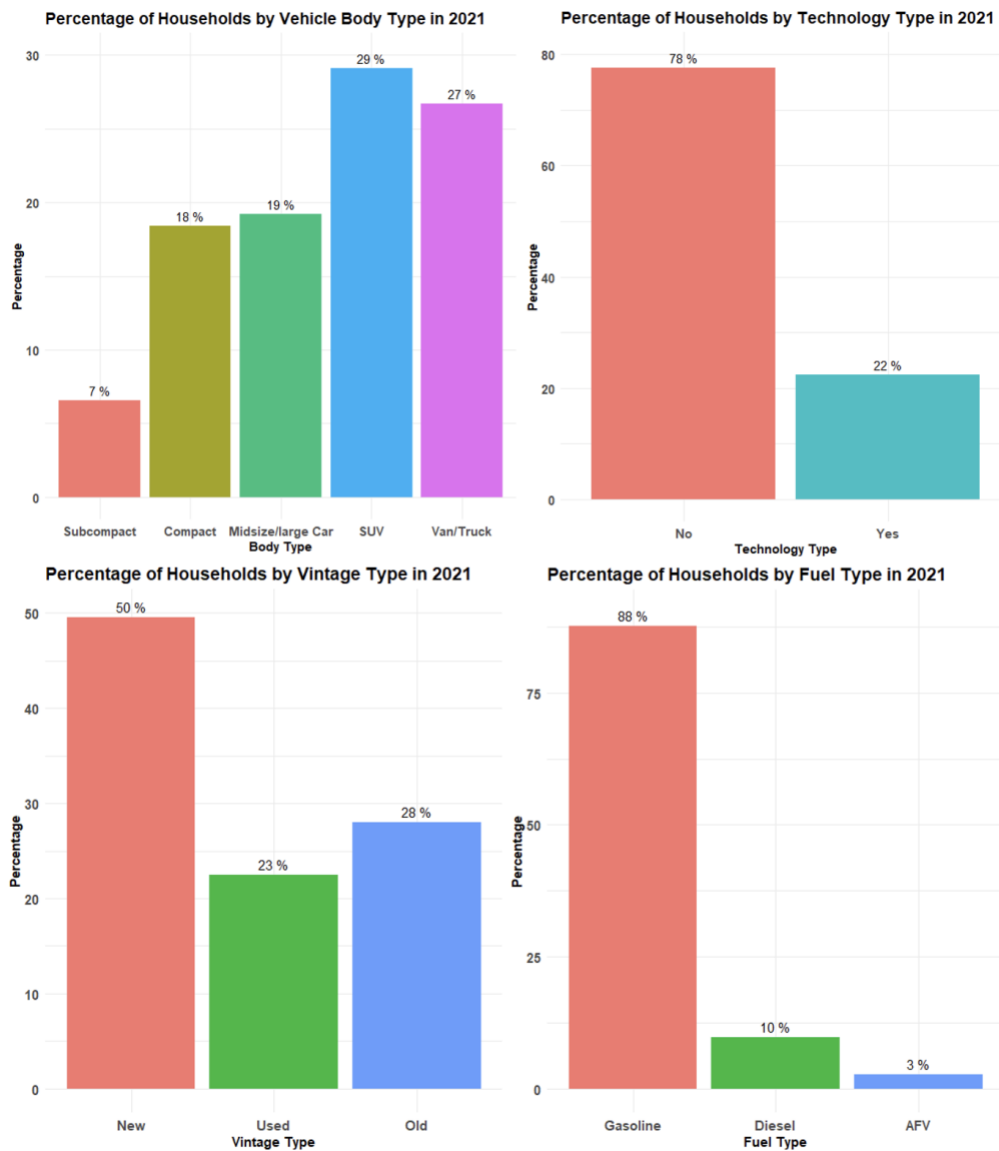 Percentage of Households by Vehicle Body Type in 2021
30
20
10
0
Percentage
7 %
18 %
19 %
29 %
27 %
Subcompact Compact Midsize/large Car SUV Van/Truck
Body Type
Percentage of Households by Technology Type in 2021
80
60
40
20
0
Percentage
78 %
22 %
No Yes
Technology Type
Percentage of Households by Vintage Type in 2021
50
40
30
20
10
0
Percentage
50 %
23 %
28 %
New Used Old
Vintage Type
Percentage of Households by Fuel Type in 2021
75
50
25
0
Percentage
88 %
10 %
3 %
Gasoline Diesel AFV
Fuel Type